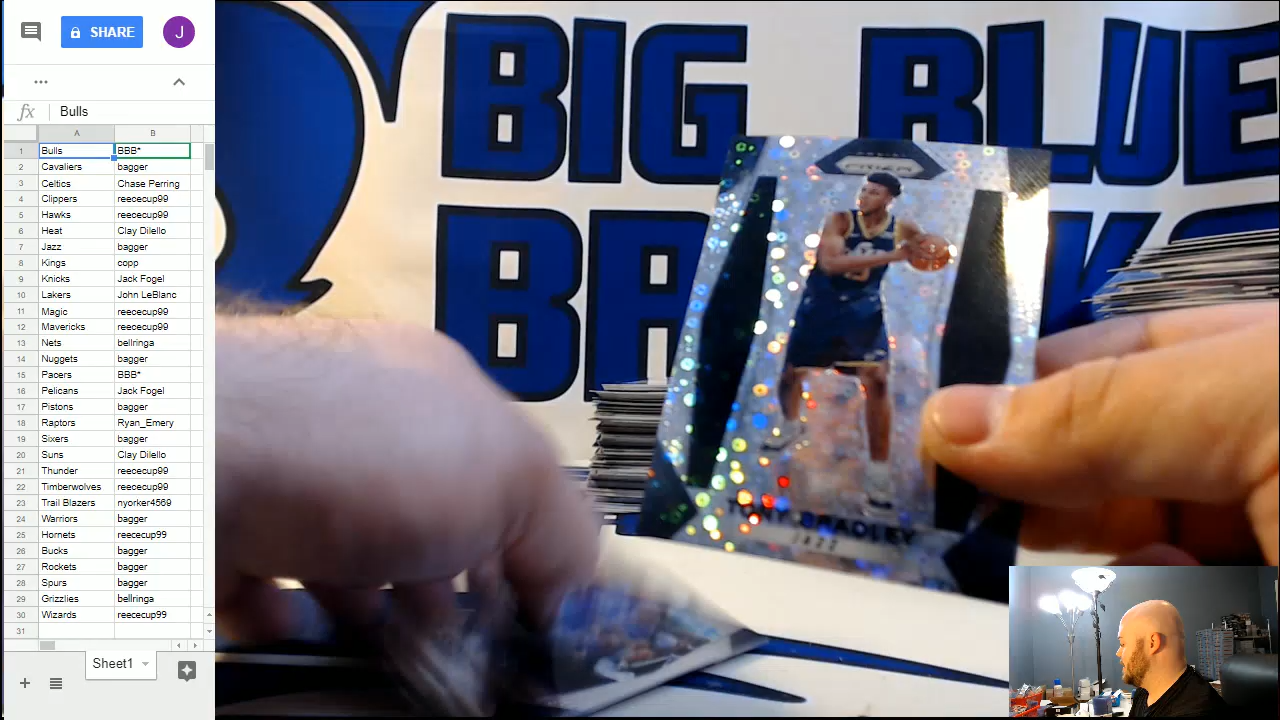 SHARE
J
...
fx Bulls
A B
1 Bulls BBB*
2 Cavaliers bagger
3 Celtics Chase Perring
4 Clippers reececup99
5 Hawks reececup99
6 Heat Clay Dilello
7 Jazz bagger
8 Kings copp
9 Knicks Jack Fogel
10 Lakers John LeBlanc
11 Magic reececup99
12 Mavericks reececup99
13 Nets bellringa
14 Nuggets bagger
15 Pacers BBB*
16 Pelicans Jack Fogel
17 Pistons bagger
18 Raptors Ryan_Emery
19 Sixers bagger
20 Suns Clay Dilello
21 Thunder reececup99
22 Timberwolves reececup99
23 Trail Blazers nyorker4569
24 Warriors bagger
25 Hornets reececup99
26 Bucks bagger
27 Rockets bagger
28 Spurs bagger
29 Grizzlies bellringa
30 Wizards reececup99
31
Sheet1
BIG BLUE
PRIZM
TONY BRADLEY
JAZZ